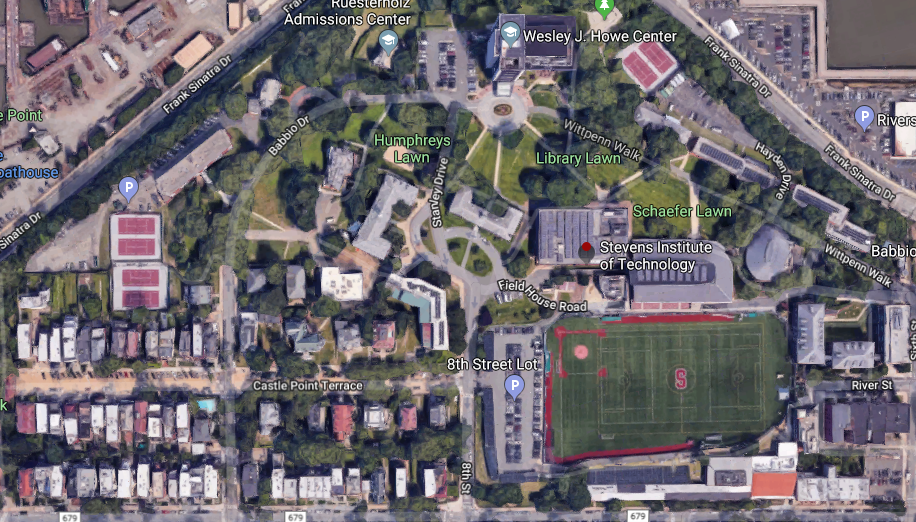 Ruesterholz
Admissions Center
Wesley J. Howe Center
Frank Sinatra Dr
Frank Sinatra Dr
e Point
Babbio Dr
Humphreys
Lawn
Wittpenn Walk
Library Lawn
P
Rivers
Hayden Drive
Frank Sinatra Dr
oathouse
P
Stanley Drive
Schaefer Lawn
Sinatra Dr
Stevens Institute
of Technology
Babbio
Wittpenn Walk
Field House Road
8th Street Lot
P
S
Castle Point Terrace
River St
k
8th St
679
679
679